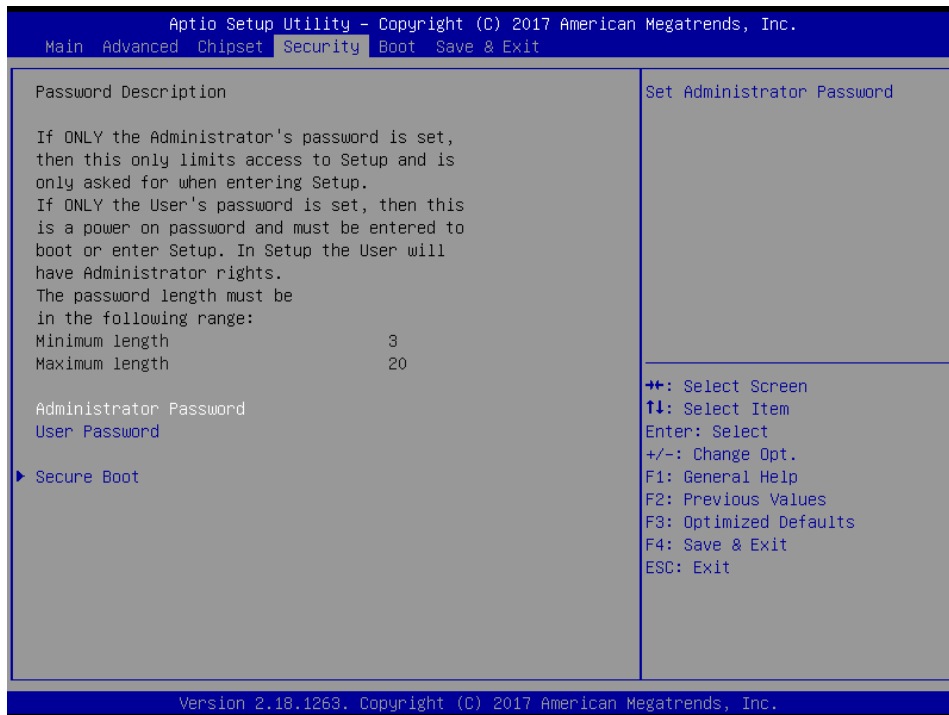 Aptio Setup Utility – Copyright (C) 2017 American Megatrends, Inc.
Main Advanced Chipset Security Boot Save & Exit
Password Description
If ONLY the Administrator's password is set,
then this only limits access to Setup and is
only asked for when entering Setup.
If ONLY the User's password is set, then this
is a power on password and must be entered to
boot or enter Setup. In Setup the User will
have Administrator rights.
The password length must be
in the following range:
Minimum length 3
Maximum length 20
Administrator Password
User Password
Secure Boot
Set Administrator Password
→←: Select Screen
↑↓: Select Item
Enter: Select
+/-: Change Opt.
F1: General Help
F2: Previous Values
F3: Optimized Defaults
F4: Save & Exit
ESC: Exit
Version 2.18.1263. Copyright (C) 2017 American Megatrends, Inc.